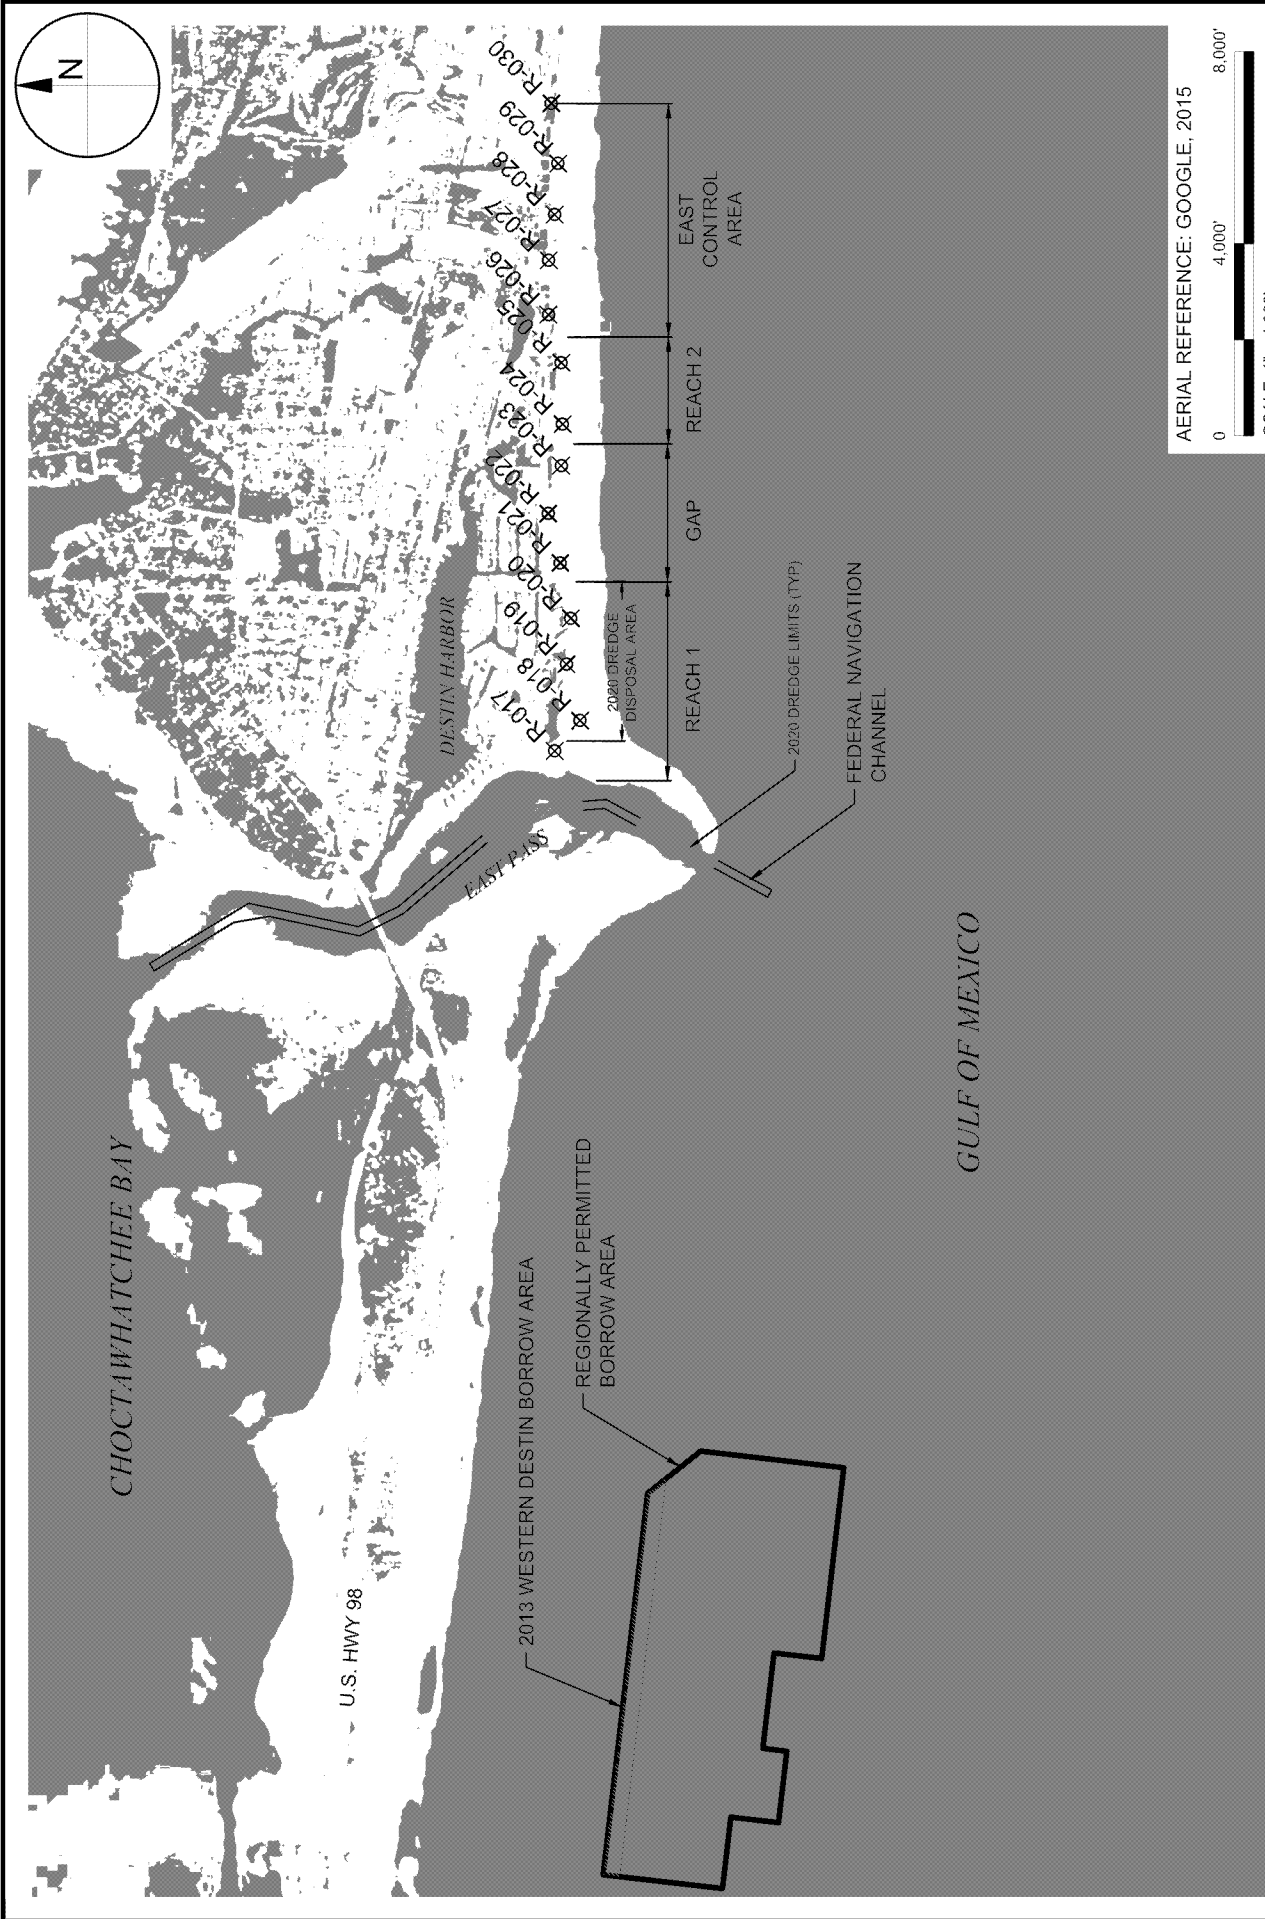 N
CHOCTAWHATCHEE BAY
U.S. HWY 98
DESTIN HARBOR
EAST PASS
R-017
R-018
R-019
R-020
R-021
R-022
R-023
R-024
R-025
R-026
R-027
R-028
R-029
R-030
2020 DREDGE
DISPOSAL AREA
REACH 1
GAP
REACH 2
EAST
CONTROL
AREA
2013 WESTERN DESTIN BORROW AREA
REGIONALLY PERMITTED
BORROW AREA
2020 DREDGE LIMITS (TYP)
FEDERAL NAVIGATION
CHANNEL
GULF OF MEXICO
AERIAL REFERENCE: GOOGLE, 2015
0
4,000'
8,000'